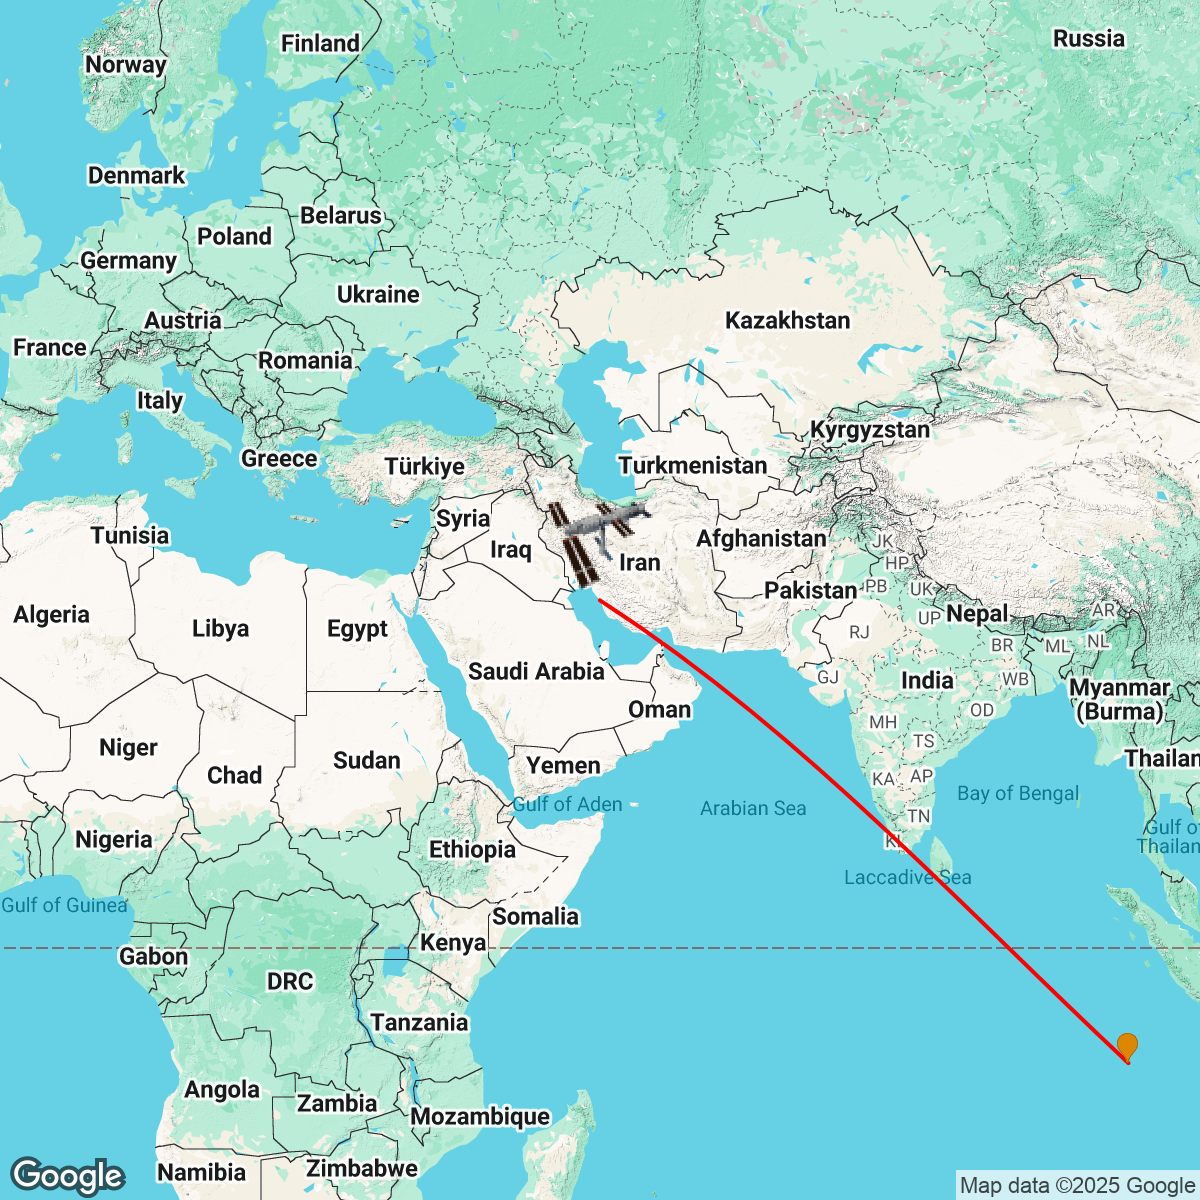 Finland
Russia
Norway
Denmark
Belarus
Poland
Germany
Ukraine
Austria
Kazakhstan
France
Romania
Italy
Kyrgyzstan
Greece
Türkiye
Turkmenistan
Syria
Tunisia
Afghanistan
JK
Iraq
Iran
HP
Pakistan
PB
UK
Algeria
Nepal
AR
Libya
Egypt
UP
RJ
NL
BR
ML
Saudi Arabia
GJ
India
WB
Myanmar
(Burma)
Oman
OD
MH
TS
Niger
Sudan
Thailan
Chad
Yemen
KA
AP
Bay of Bengal
Gulf of Aden
Arabian Sea
TN
Gulf of
Thailan
Nigeria
Ethiopia
Laccadive Sea
Gulf of Guinea
Somalia
Kenya
Gabon
DRC
Tanzania
Angola
Zambia
Mozambique
Zimbabwe
Namibia
Google
Map data ©2025 Google